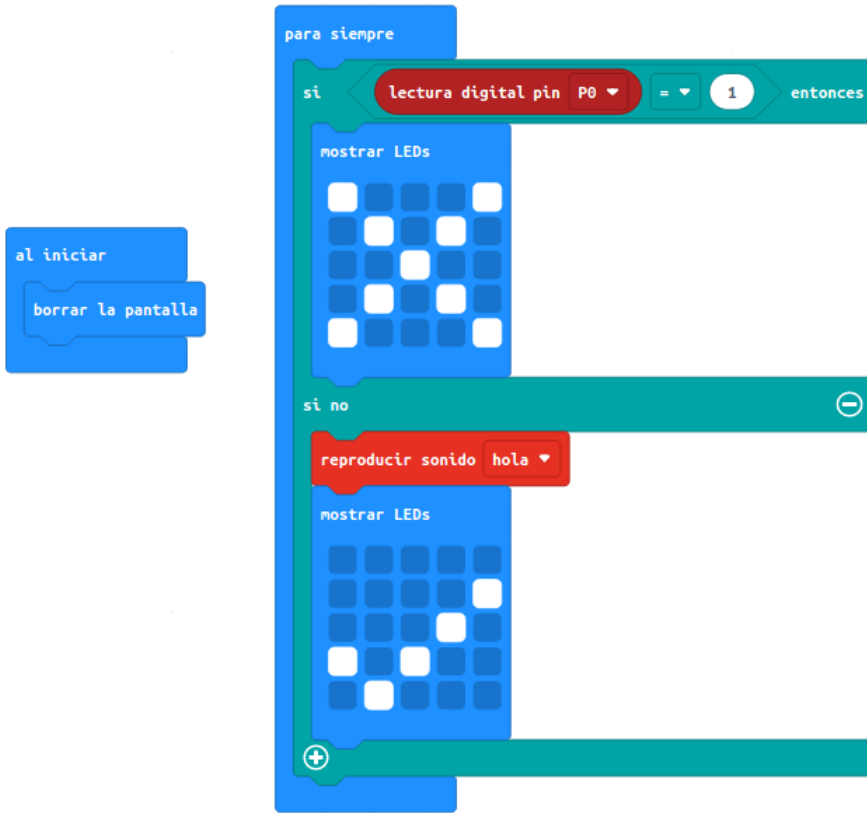 al iniciar
borrar la pantalla
para siempre
si lectura digital pin P0 = 1 entonces
mostrar LEDs
si no
reproducir sonido hola
mostrar LEDs